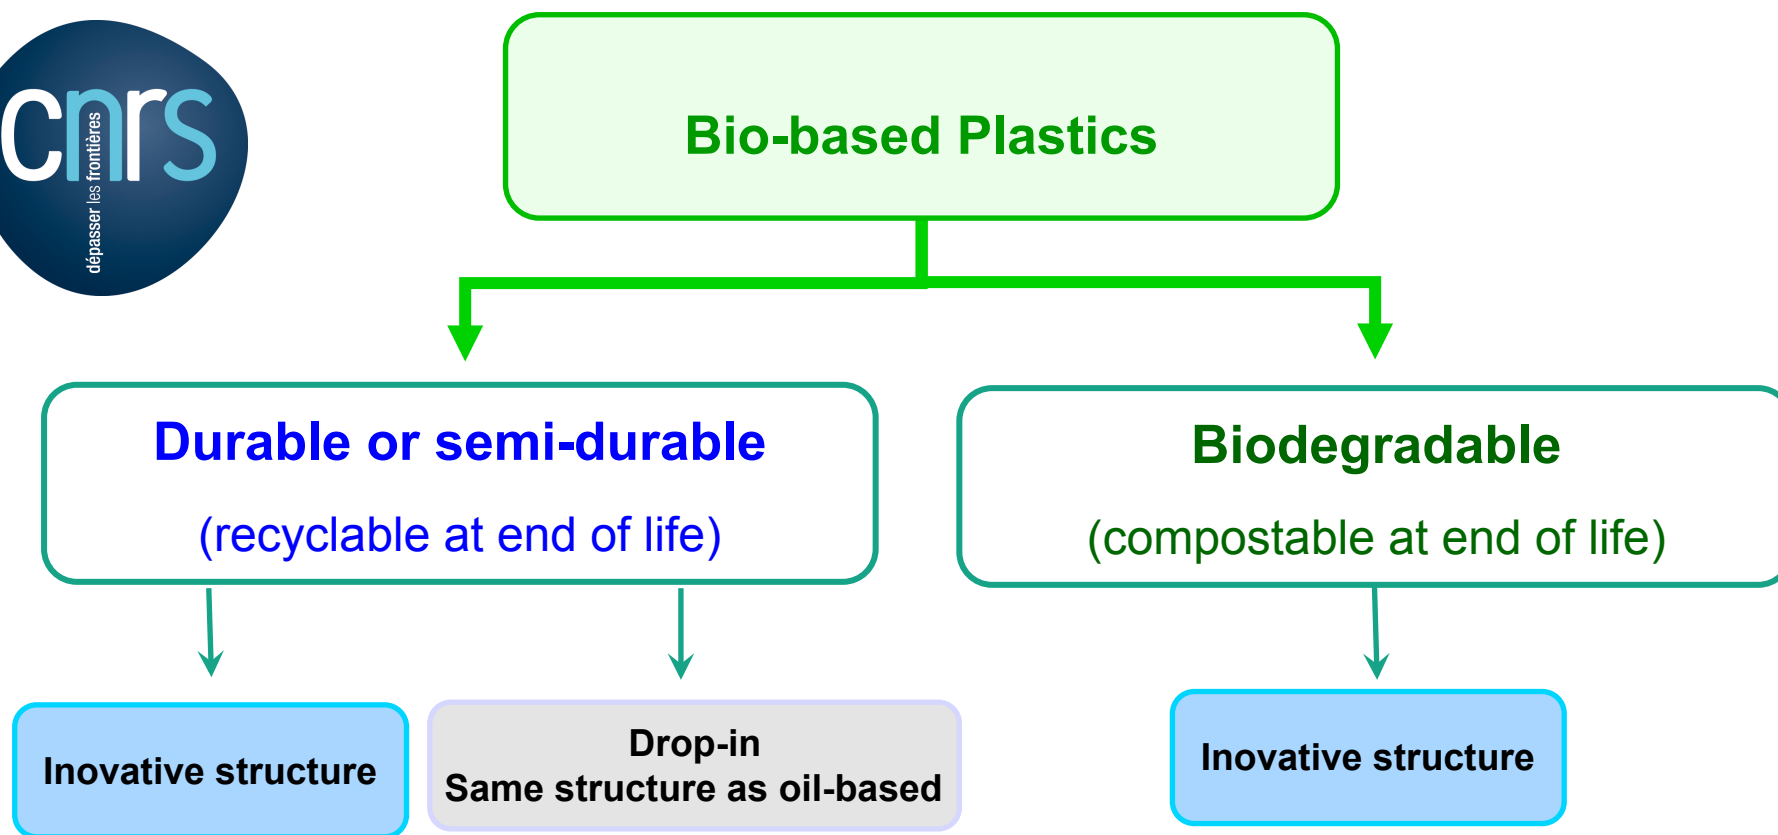 cnrs
dépasser les frontières
Bio-based Plastics
Durable or semi-durable
(recyclable at end of life)
Biodegradable
(compostable at end of life)
Inovative structure
Drop-in
Same structure as oil-based
Inovative structure